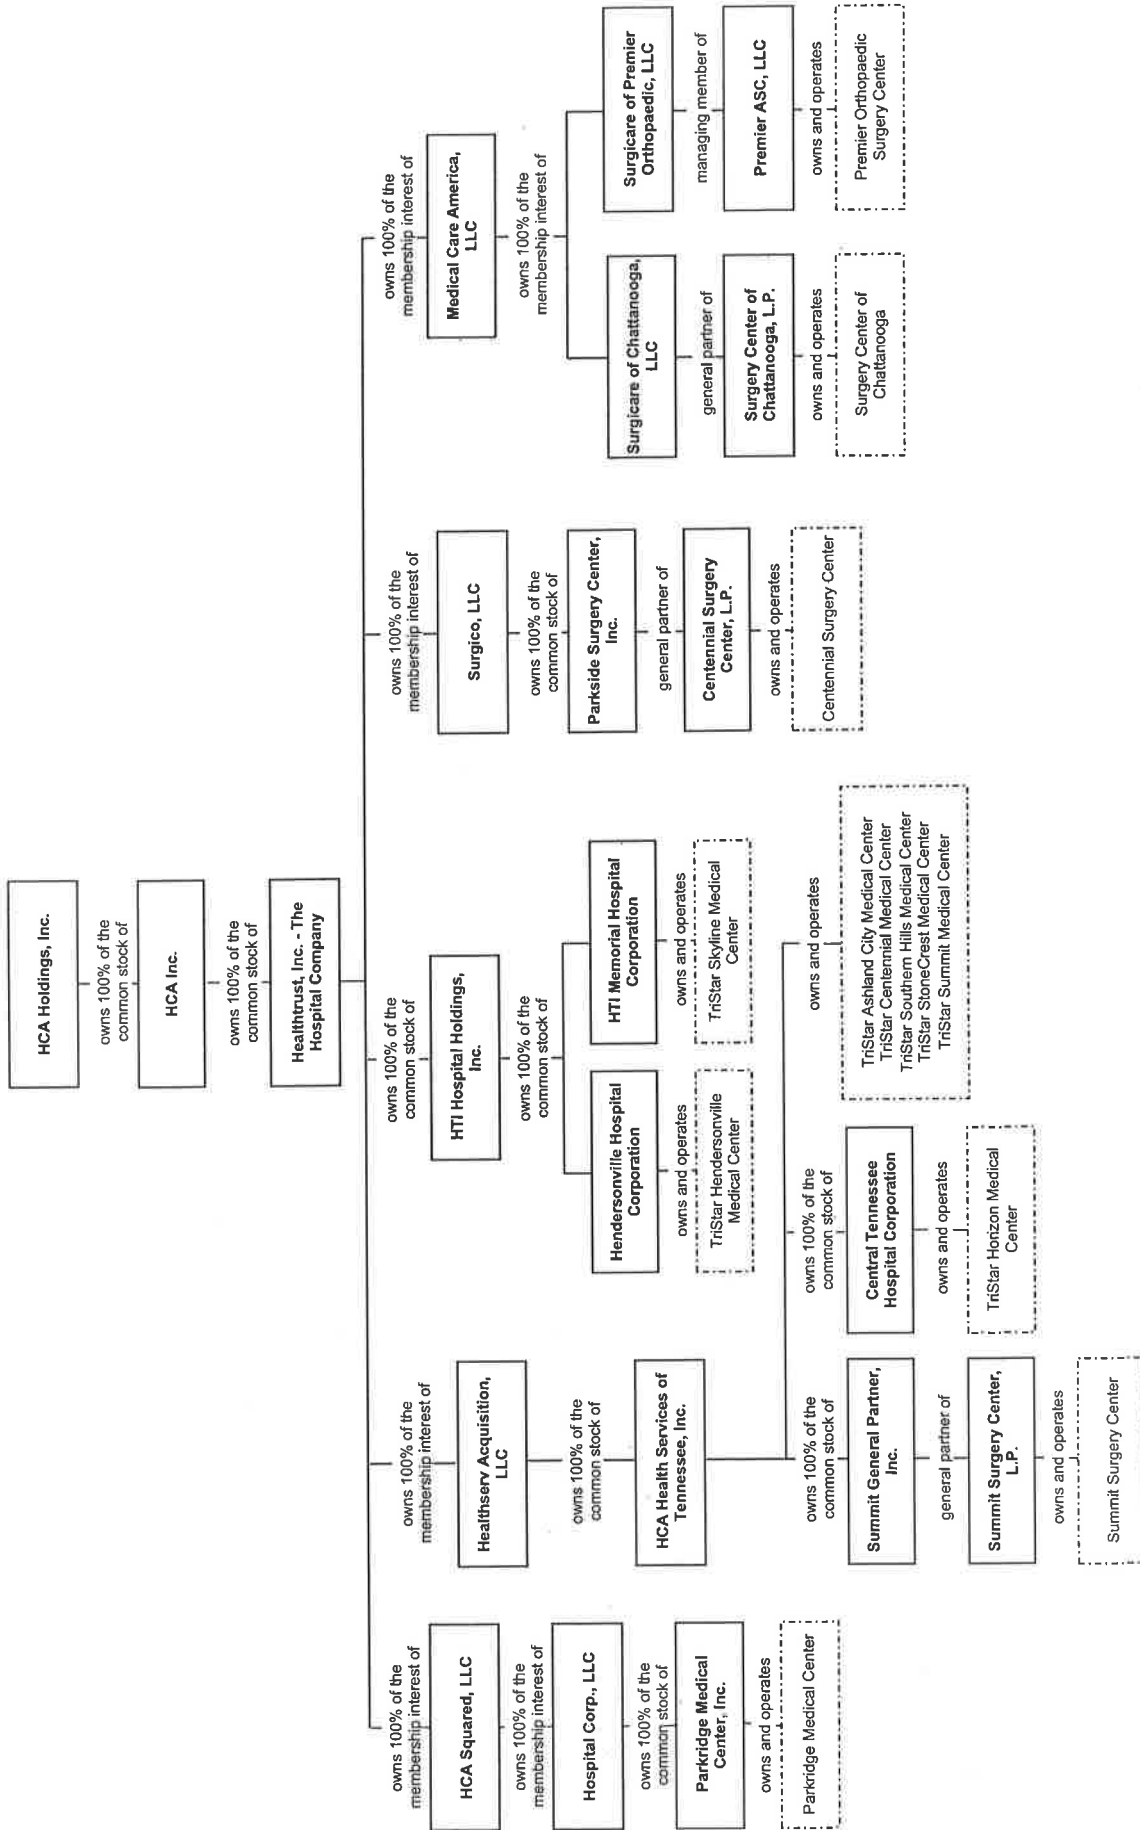 HCA Holdings, Inc.
owns 100% of the
common stock of
HCA Inc.
owns 100% of the
common stock of
Healthtrust, Inc. - The
Hospital Company
owns 100% of the
membership interest of
HCA Squared, LLC
owns 100% of the
membership interest of
Hospital Corp., LLC
owns 100% of the
common stock of
Parkridge Medical
Center, Inc.
owns and operates
Parkridge Medical Center
owns 100% of the
membership interest of
Healthserv Acquisition,
LLC
owns 100% of the
common stock of
HCA Health Services of
Tennessee, Inc.
owns 100% of the
common stock of
Summit General Partner,
Inc.
general partner of
Summit Surgery Center,
L.P.
owns and operates
Summit Surgery Center
owns 100% of the
common stock of
Central Tennessee
Hospital Corporation
owns and operates
TriStar Horizon Medical
Center
owns and operates
TriStar Ashland City Medical Center
TriStar Centennial Medical Center
TriStar Southern Hills Medical Center
TriStar StoneCrest Medical Center
TriStar Summit Medical Center
owns 100% of the
common stock of
HTI Hospital Holdings,
Inc.
owns 100% of the
common stock of
Hendersonville Hospital
Corporation
owns and operates
TriStar Hendersonville
Medical Center
HTI Memorial Hospital
Corporation
owns and operates
TriStar Skyline Medical
Center
owns 100% of the
membership interest of
Surgico, LLC
owns 100% of the
common stock of
Parkside Surgery Center,
Inc.
general partner of
Centennial Surgery
Center, L.P.
owns and operates
Centennial Surgery Center
owns 100% of the
membership interest of
Medical Care America,
LLC
owns 100% of the
membership interest of
Surgicare of Chattanooga,
LLC
general partner of
Surgery Center of
Chattanooga, L.P.
owns and operates
Surgery Center of
Chattanooga
Surgicare of Premier
Orthopaedic, LLC
managing member of
Premier ASC, LLC
owns and operates
Premier Orthopaedic
Surgery Center